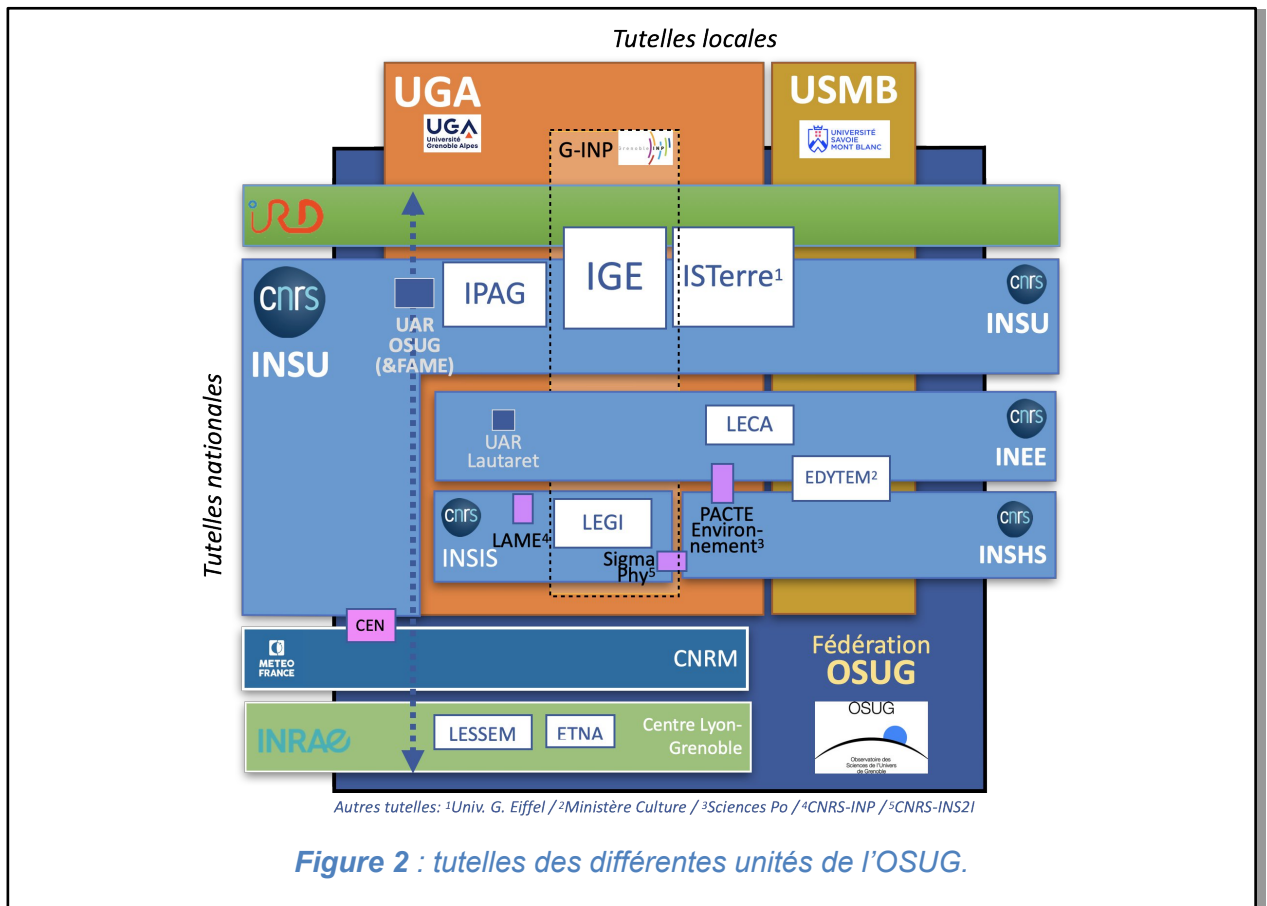 Tutelles locales
UGA
UGA
Université
Grenoble Alpes
USMB
UNIVERSITÉ
SAVOIE
MONT BLANC
G-INP
Grenoble INP
IRD
cnrs
INSU
UAR
OSUG
(&FAME)
IPAG
IGE
ISTerre¹
cnrs
INSU
Tutelles nationales
UAR
Lautaret
LECA
cnrs
INEE
EDYTEM²
cnrs
INSIS
LAME⁴
LEGI
Sigma
Phy⁵
PACTE
Environ-
nement³
cnrs
INSHS
CEN
METEO
FRANCE
CNRM
Fédération
OSUG
INRAE
LESSEM
ETNA
Centre Lyon-
Grenoble
OSUG
Observatoire des
Sciences de l'Univers
de Grenoble
Autres tutelles: ¹Univ. G. Eiffel / ²Ministère Culture / ³Sciences Po / ⁴CNRS-INP / ⁵CNRS-INS2I
Figure 2 : tutelles des différentes unités de l'OSUG.